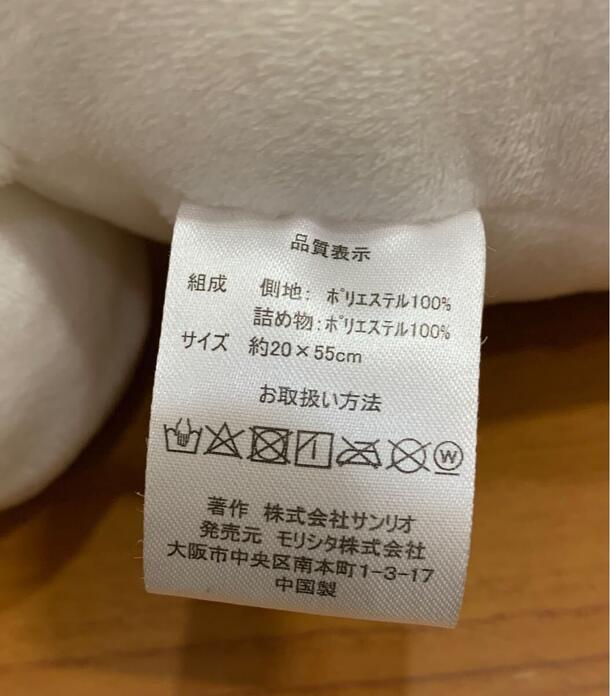 品質表示
組成 側地: ポリエステル100%
詰め物:ポリエステル100%
サイズ 約20×55cm
お取扱い方法
W
著作 株式会社サンリオ
発売元 モリシタ株式会社
大阪市中央区南本町1-3-17
中国製